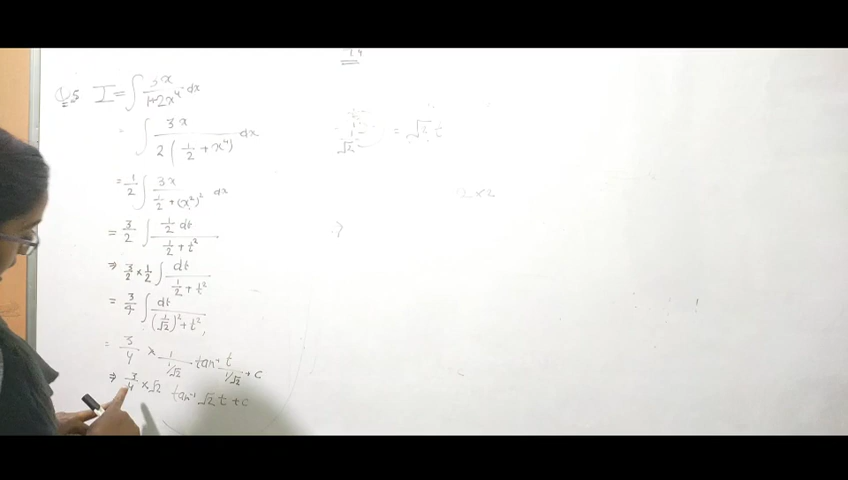 Q5 I = ∫ 3x/(1+2x⁴) dx
= ∫ 3x/(2(1/2 + x⁴)) dx
= 1/2 ∫ 3x/(1/2 + (x²)²) dx
= 3/2 ∫ (1/2 dt)/(1/2 + t²)
⇒ 3/2 × 1/2 ∫ dt/(1/2 + t²)
= 3/4 ∫ dt/((1/√2)² + t²)
= 3/4 × 1/(1/√2) tan⁻¹ t/(1/√2) + c
⇒ 3/4 × √2 tan⁻¹ √2 t + c
= √2 t
2×2